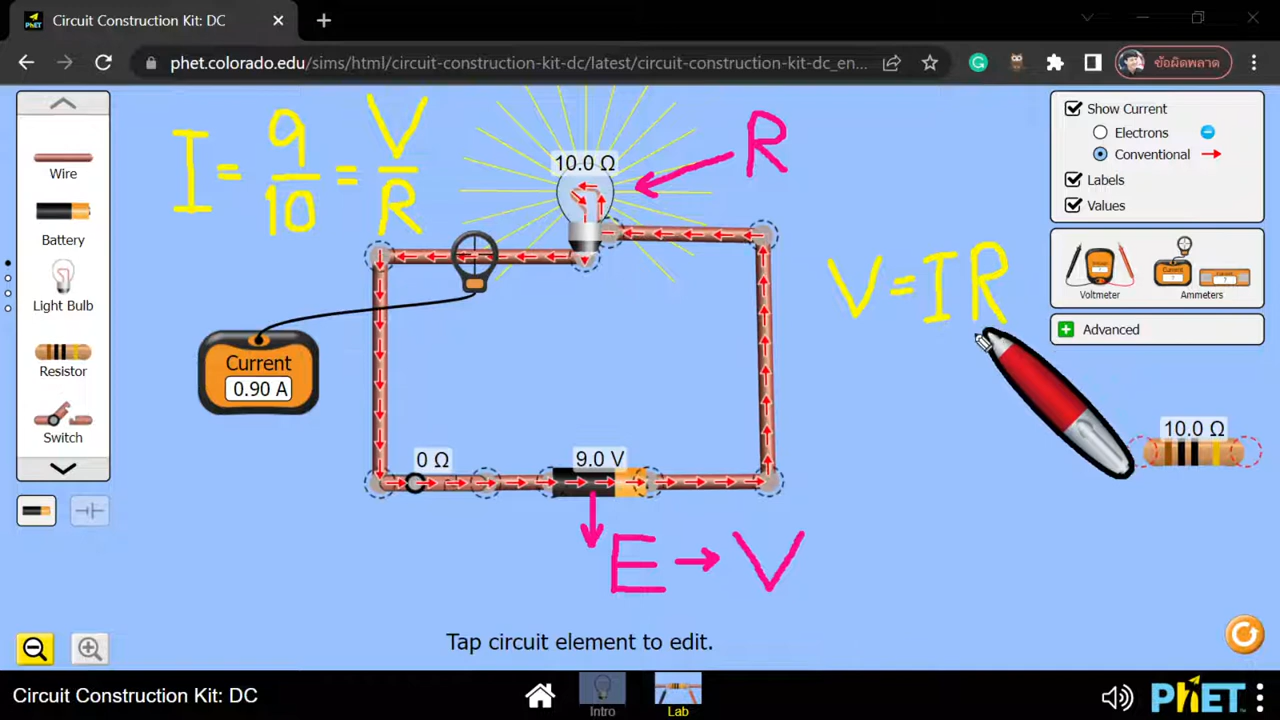 Circuit Construction Kit: DC
phet.colorado.edu/sims/html/circuit-construction-kit-dc/latest/circuit-construction-kit-dc_en...
ข้อผิดพลาด
Wire
Battery
Light Bulb
Resistor
Switch
I = 9/10 = V/R
10.0 Ω
R
V = IR
Current
0.90 A
0 Ω
9.0 V
E → V
10.0 Ω
Show Current
Electrons
Conventional
Labels
Values
Voltmeter
Current
?
Ammeters
Advanced
Tap circuit element to edit.
Circuit Construction Kit: DC
Intro
Lab
PhET